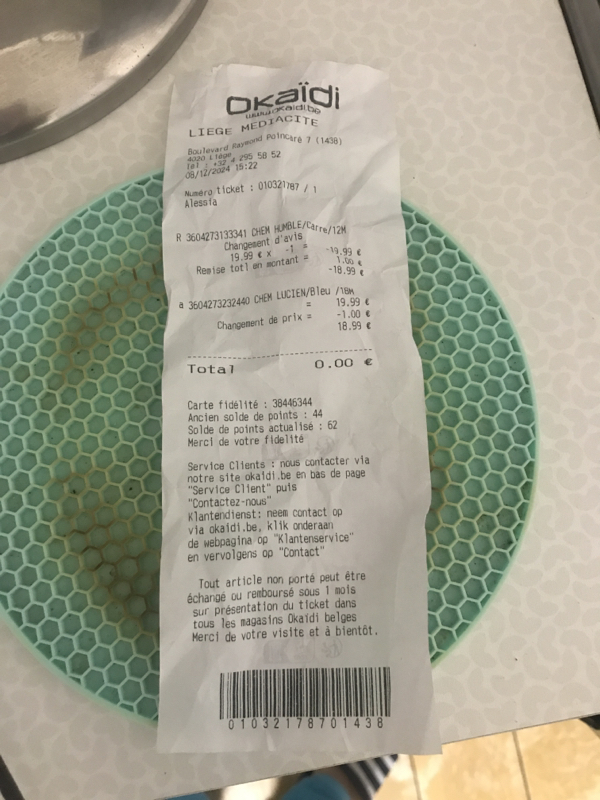 Okaïdi
www.okaidi.be
LIEGE MEDIACITE
Boulevard Raymond Poincaré 7 (1438)
4020 Liège
Tel : +32 4 295 58 52
08/12/2024 15:22
Numéro ticket : 010321787 / 1
Alessia
R 3604273133341 CHEM HUMBLE/Carre/12M
Changement d'avis
19.99 € x -1 = -19.99 €
Remise totl en montant = 1.00 €
-18.99 €
a 3604273232440 CHEM LUCIEN/Bleu /18M
= 19.99 €
Changement de prix = -1.00 €
18.99 €
Total 0.00 €
Carte fidélité : 38446344
Ancien solde de points : 44
Solde de points actualisé : 62
Merci de votre fidelité
Service Clients : nous contacter via
notre site okaidi.be en bas de page
"Service Client" puis
"Contactez-nous"
Klantendienst: neem contact op
via okaidi.be, klik onderaan
de webpagina op "Klantenservice"
en vervolgens op "Contact"
Tout article non porté peut être
échangé ou remboursé sous 1 mois
sur présentation du ticket dans
tous les magasins Okaïdi belges
Merci de votre visite et à bientôt.
01032178701438